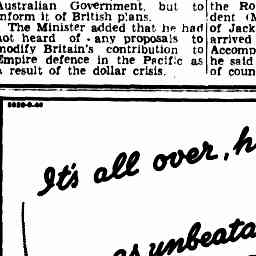 Australian Government, but to
inform it of British plans.
The Minister added that he had
not heard of any proposals to
modify Britain's contribution to
Empire defence in the Pacific as
a result of the dollar crisis.
the Ro
dent (M
of Jack
arrived
Accomp
he said
of coun
It's all over, h
as unbeata